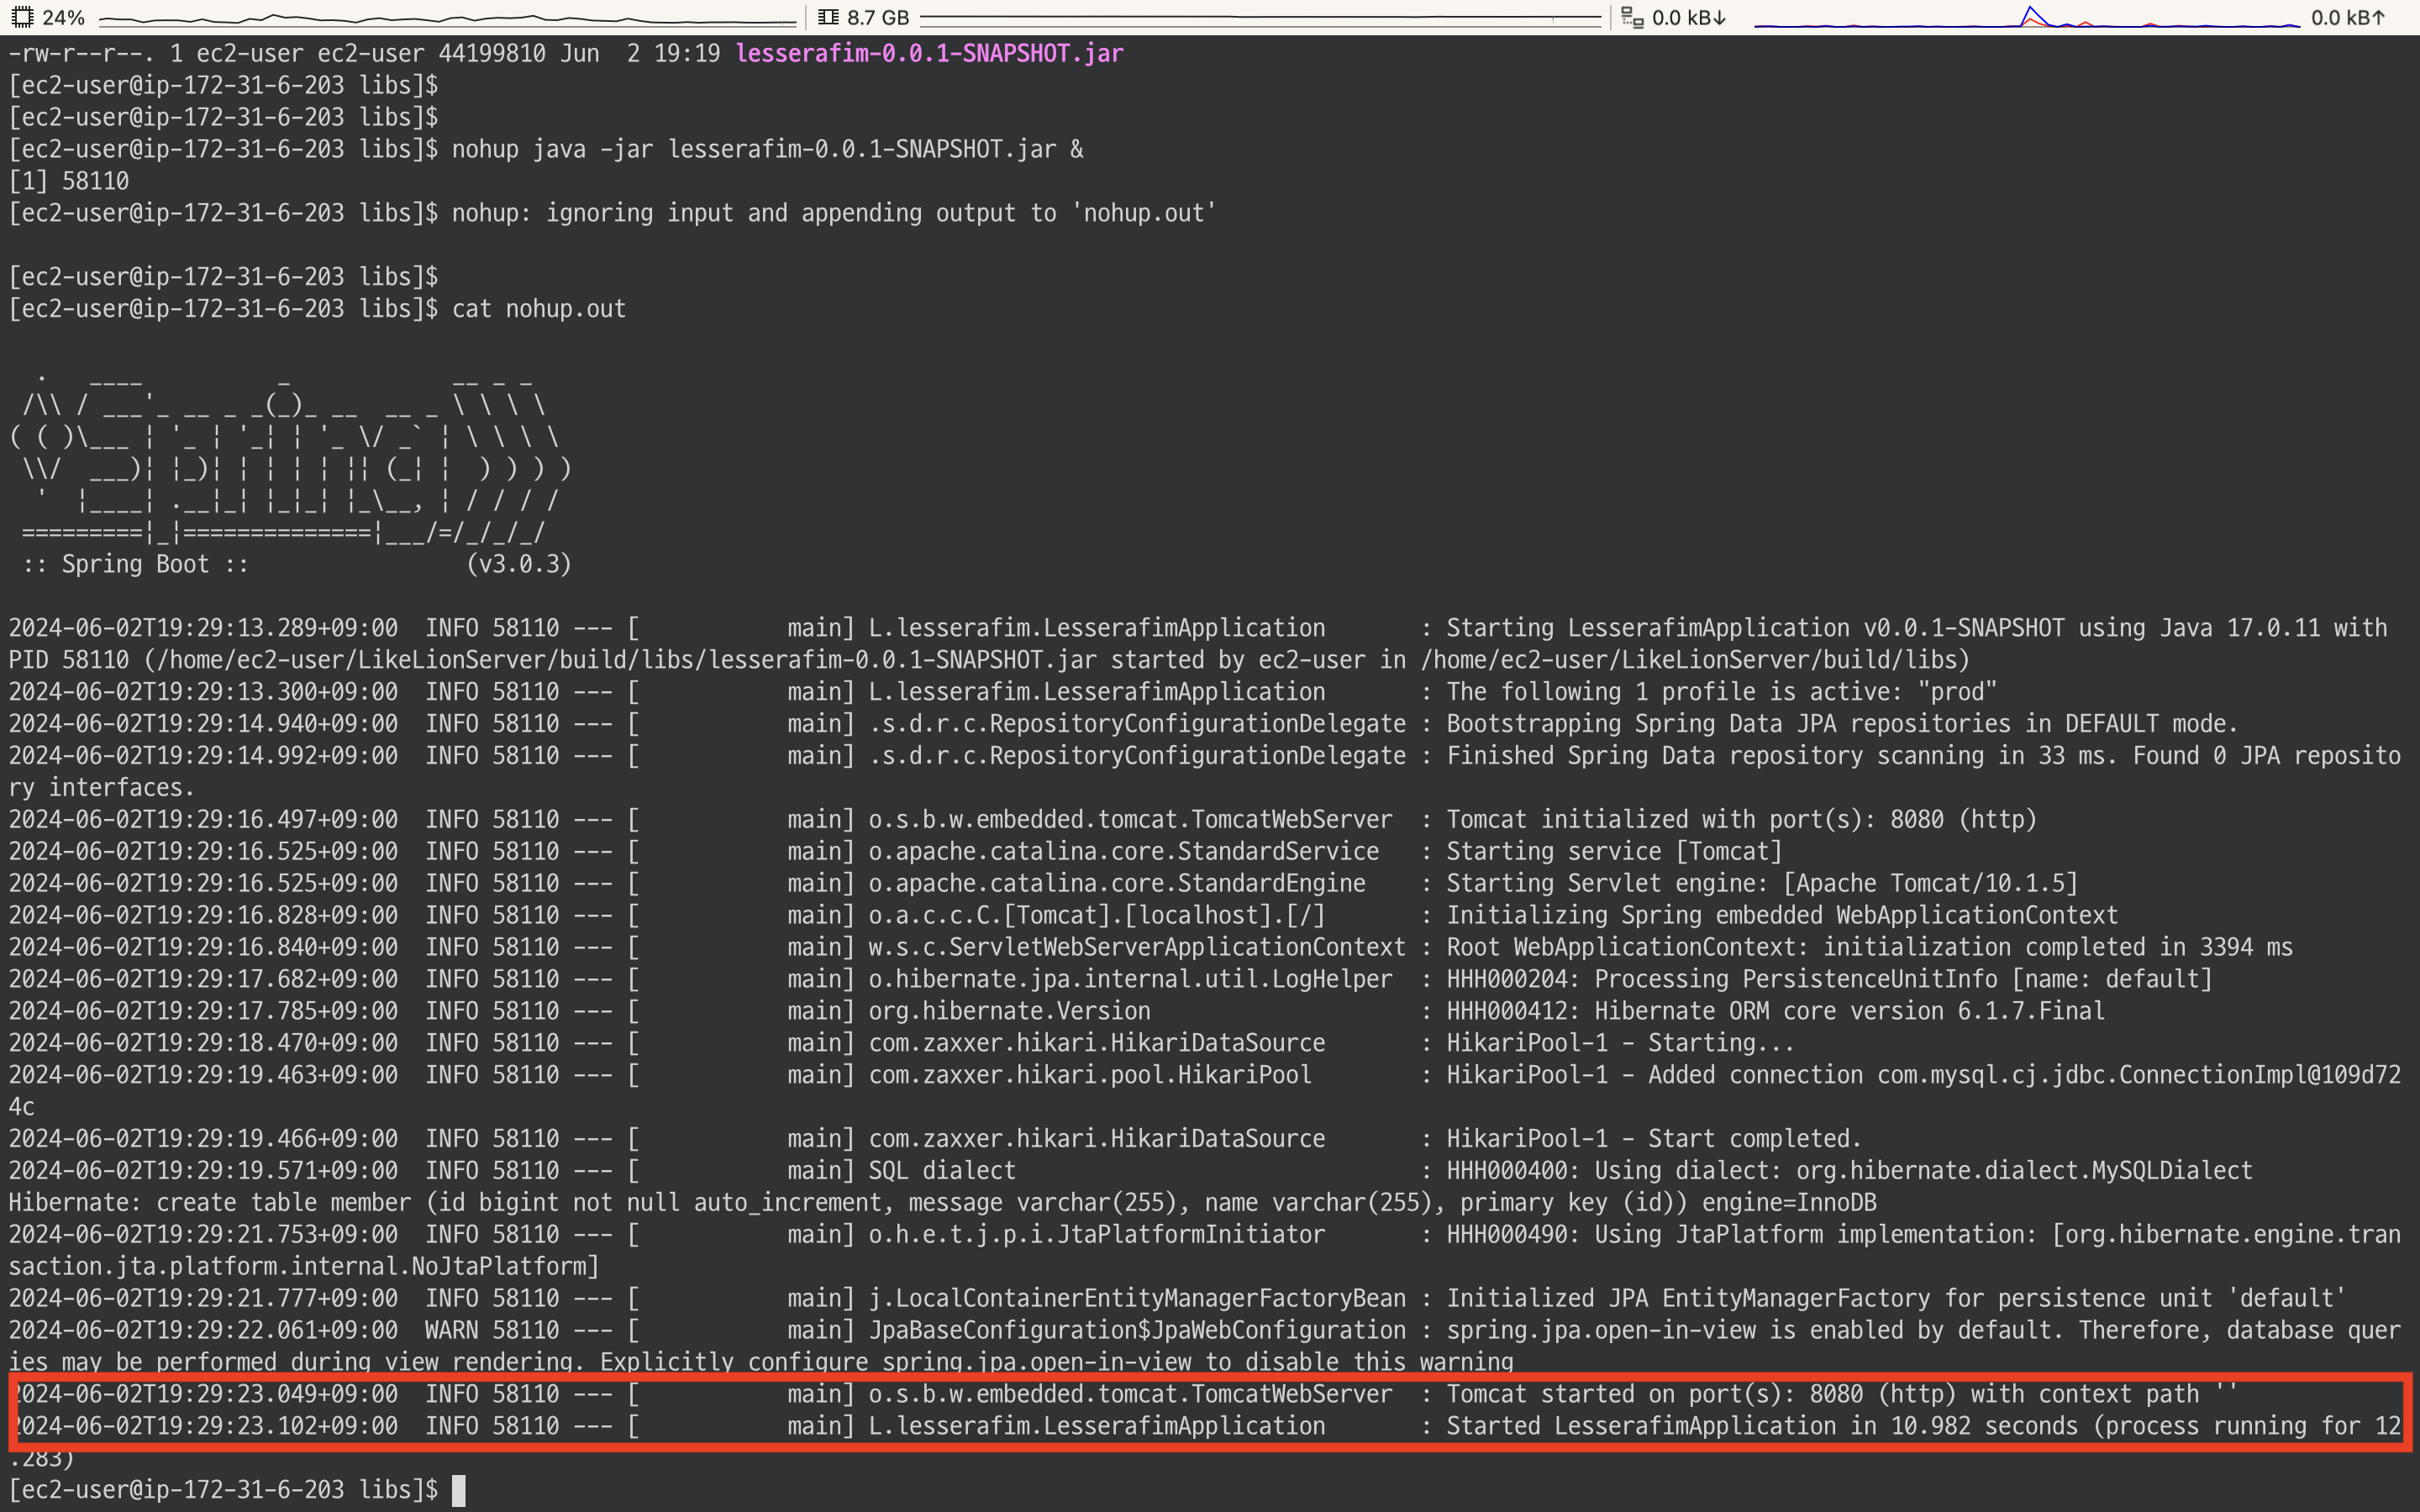 24% 8.7 GB 0.0 kB↓ 0.0 kB↑
-rw-r--r--. 1 ec2-user ec2-user 44199810 Jun  2 19:19 lesserafim-0.0.1-SNAPSHOT.jar
[ec2-user@ip-172-31-6-203 libs]$
[ec2-user@ip-172-31-6-203 libs]$
[ec2-user@ip-172-31-6-203 libs]$ nohup java -jar lesserafim-0.0.1-SNAPSHOT.jar &
[1] 58110
[ec2-user@ip-172-31-6-203 libs]$ nohup: ignoring input and appending output to 'nohup.out'
[ec2-user@ip-172-31-6-203 libs]$
[ec2-user@ip-172-31-6-203 libs]$ cat nohup.out
  .   ____          _            __ _ _
 /\\ / ___'_ __ _ _(_)_ __  __ _ \ \ \ \
( ( )\___ | '_ | '_| | '_ \/ _` | \ \ \ \
 \\/  ___)| |_)| | | | | || (_| |  ) ) ) )
  '  |____| .__|_| |_|_| |_\__, | / / / /
 =========|_|==============|___/=/_/_/_/
 :: Spring Boot ::                (v3.0.3)
2024-06-02T19:29:13.289+09:00  INFO 58110 --- [           main] L.lesserafim.LesserafimApplication       : Starting LesserafimApplication v0.0.1-SNAPSHOT using Java 17.0.11 with
PID 58110 (/home/ec2-user/LikeLionServer/build/libs/lesserafim-0.0.1-SNAPSHOT.jar started by ec2-user in /home/ec2-user/LikeLionServer/build/libs)
2024-06-02T19:29:13.300+09:00  INFO 58110 --- [           main] L.lesserafim.LesserafimApplication       : The following 1 profile is active: "prod"
2024-06-02T19:29:14.940+09:00  INFO 58110 --- [           main] .s.d.r.c.RepositoryConfigurationDelegate : Bootstrapping Spring Data JPA repositories in DEFAULT mode.
2024-06-02T19:29:14.992+09:00  INFO 58110 --- [           main] .s.d.r.c.RepositoryConfigurationDelegate : Finished Spring Data repository scanning in 33 ms. Found 0 JPA reposito
ry interfaces.
2024-06-02T19:29:16.497+09:00  INFO 58110 --- [           main] o.s.b.w.embedded.tomcat.TomcatWebServer  : Tomcat initialized with port(s): 8080 (http)
2024-06-02T19:29:16.525+09:00  INFO 58110 --- [           main] o.apache.catalina.core.StandardService   : Starting service [Tomcat]
2024-06-02T19:29:16.525+09:00  INFO 58110 --- [           main] o.apache.catalina.core.StandardEngine    : Starting Servlet engine: [Apache Tomcat/10.1.5]
2024-06-02T19:29:16.828+09:00  INFO 58110 --- [           main] o.a.c.c.C.[Tomcat].[localhost].[/]       : Initializing Spring embedded WebApplicationContext
2024-06-02T19:29:16.840+09:00  INFO 58110 --- [           main] w.s.c.ServletWebServerApplicationContext : Root WebApplicationContext: initialization completed in 3394 ms
2024-06-02T19:29:17.682+09:00  INFO 58110 --- [           main] o.hibernate.jpa.internal.util.LogHelper  : HHH000204: Processing PersistenceUnitInfo [name: default]
2024-06-02T19:29:17.785+09:00  INFO 58110 --- [           main] org.hibernate.Version                    : HHH000412: Hibernate ORM core version 6.1.7.Final
2024-06-02T19:29:18.470+09:00  INFO 58110 --- [           main] com.zaxxer.hikari.HikariDataSource       : HikariPool-1 - Starting...
2024-06-02T19:29:19.463+09:00  INFO 58110 --- [           main] com.zaxxer.hikari.pool.HikariPool        : HikariPool-1 - Added connection com.mysql.cj.jdbc.ConnectionImpl@109d72
4c
2024-06-02T19:29:19.466+09:00  INFO 58110 --- [           main] com.zaxxer.hikari.HikariDataSource       : HikariPool-1 - Start completed.
2024-06-02T19:29:19.571+09:00  INFO 58110 --- [           main] SQL dialect                              : HHH000400: Using dialect: org.hibernate.dialect.MySQLDialect
Hibernate: create table member (id bigint not null auto_increment, message varchar(255), name varchar(255), primary key (id)) engine=InnoDB
2024-06-02T19:29:21.753+09:00  INFO 58110 --- [           main] o.h.e.t.j.p.i.JtaPlatformInitiator       : HHH000490: Using JtaPlatform implementation: [org.hibernate.engine.tran
saction.jta.platform.internal.NoJtaPlatform]
2024-06-02T19:29:21.777+09:00  INFO 58110 --- [           main] j.LocalContainerEntityManagerFactoryBean : Initialized JPA EntityManagerFactory for persistence unit 'default'
2024-06-02T19:29:22.061+09:00  WARN 58110 --- [           main] JpaBaseConfiguration$JpaWebConfiguration : spring.jpa.open-in-view is enabled by default. Therefore, database quer
ies may be performed during view rendering. Explicitly configure spring.jpa.open-in-view to disable this warning
2024-06-02T19:29:23.049+09:00  INFO 58110 --- [           main] o.s.b.w.embedded.tomcat.TomcatWebServer  : Tomcat started on port(s): 8080 (http) with context path ''
2024-06-02T19:29:23.102+09:00  INFO 58110 --- [           main] L.lesserafim.LesserafimApplication       : Started LesserafimApplication in 10.982 seconds (process running for 12
.283)
[ec2-user@ip-172-31-6-203 libs]$